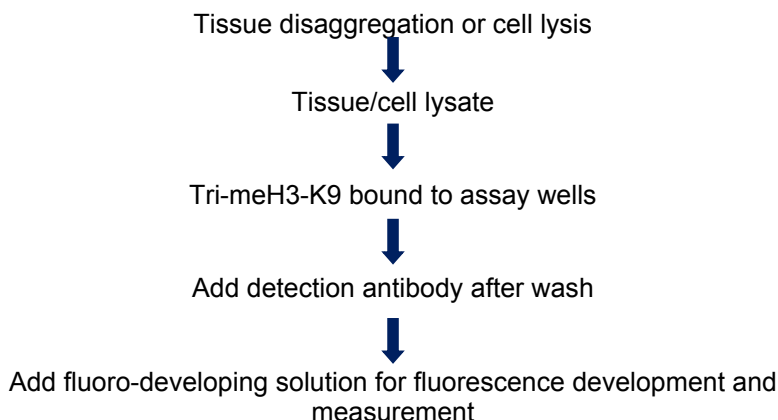 Tissue disaggregation or cell lysis
Tissue/cell lysate
Tri-meH3-K9 bound to assay wells
Add detection antibody after wash
Add fluoro-developing solution for fluorescence development and
measurement